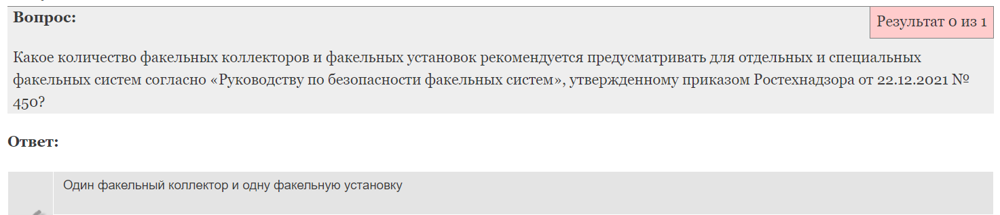 Вопрос:
Результат 0 из 1
Какое количество факельных коллекторов и факельных установок рекомендуется предусматривать для отдельных и специальных
факельных систем согласно «Руководству по безопасности факельных систем», утвержденному приказом Ростехнадзора от 22.12.2021 №
450?
Ответ:
Один факельный коллектор и одну факельную установку